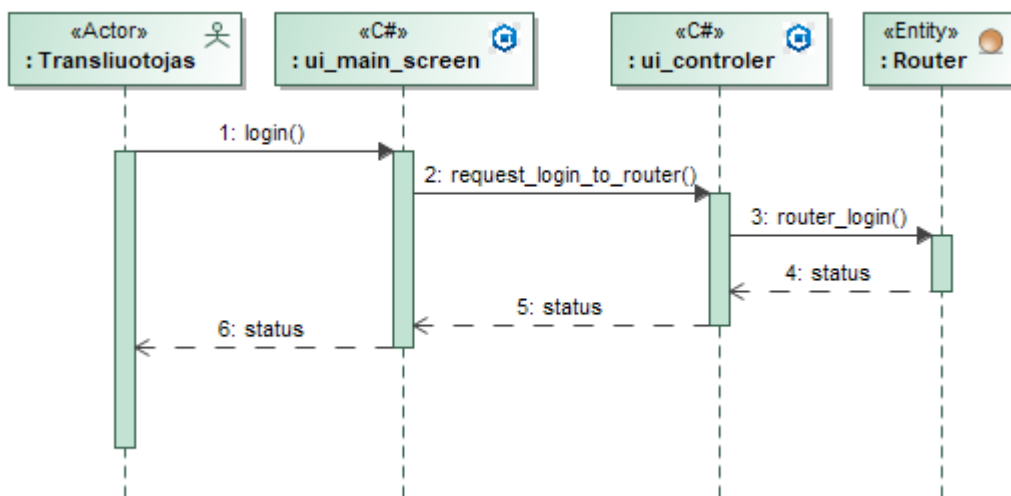 «Actor»
: Transliuotojas
«C#»
: ui_main_screen
«C#»
: ui_controler
«Entity»
: Router
1: login()
2: request_login_to_router()
3: router_login()
4: status
5: status
6: status